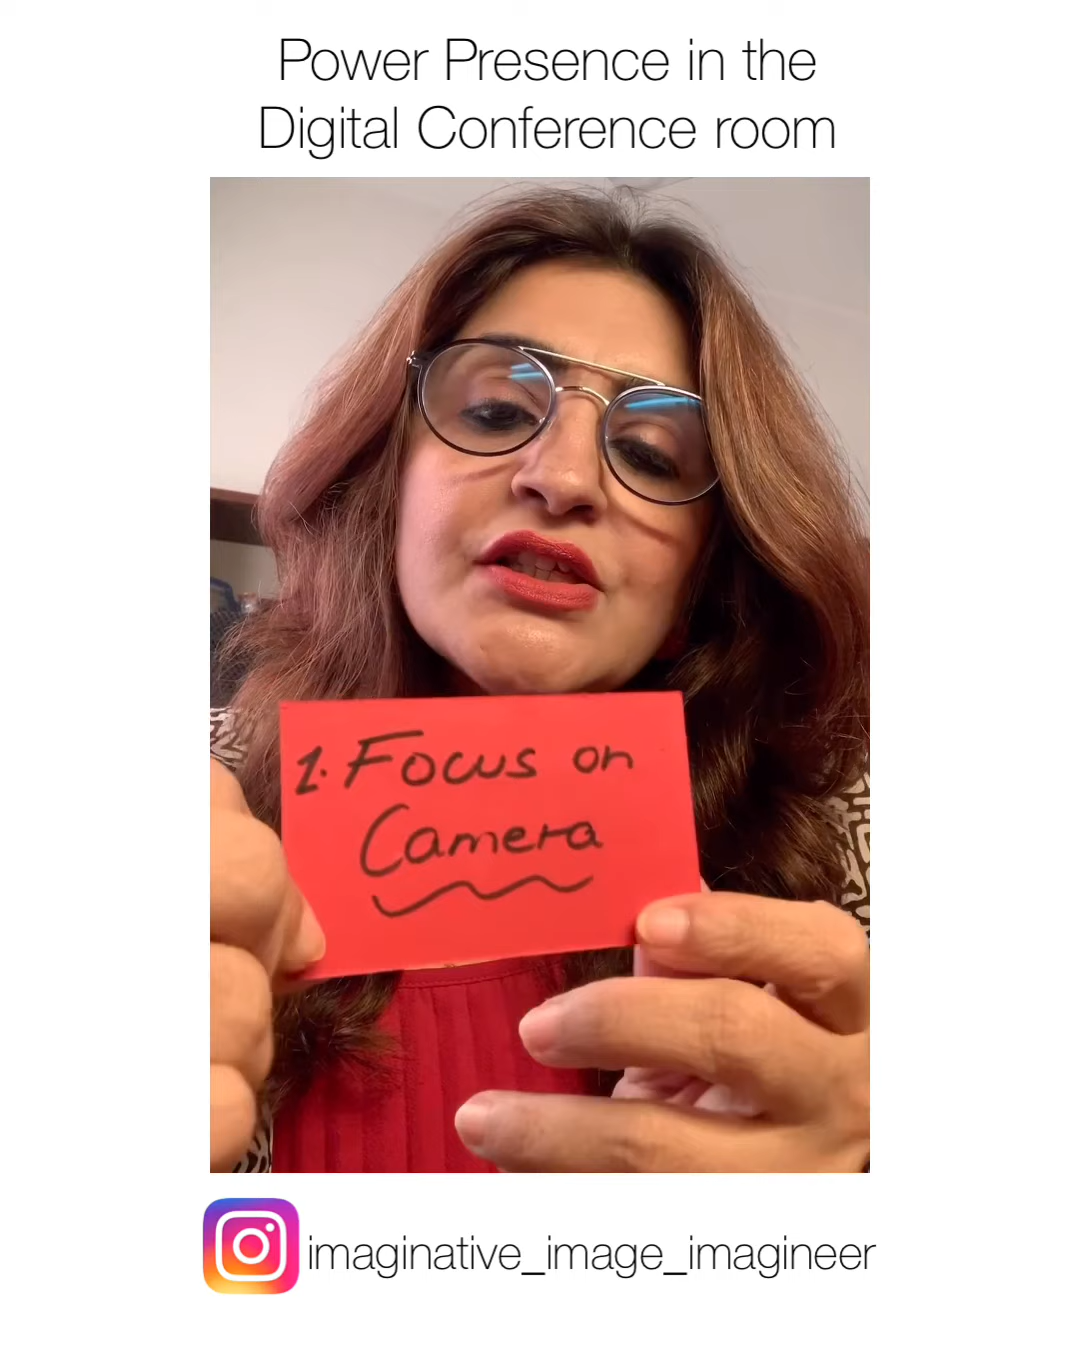 Power Presence in the
Digital Conference room
1. Focus on
Camera
imaginative_image_imagineer